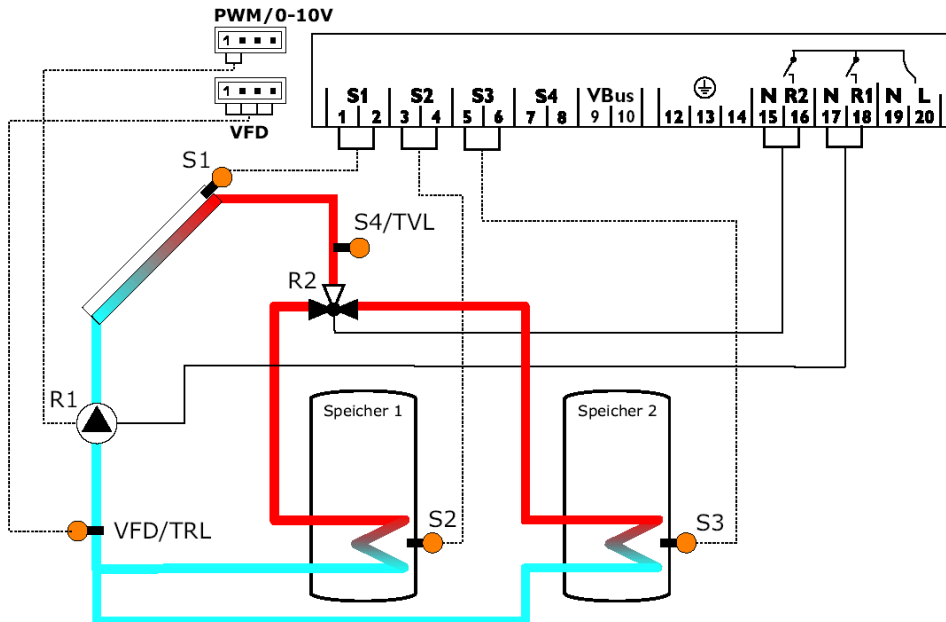 PWM/0-10V
1
1
VFD
S1 S2 S3 S4 VBus N R2 N R1 N L
1 2 3 4 5 6 7 8 9 10 12 13 14 15 16 17 18 19 20
S1
S4/TVL
R2
R1
Speicher 1
Speicher 2
VFD/TRL
S2
S3